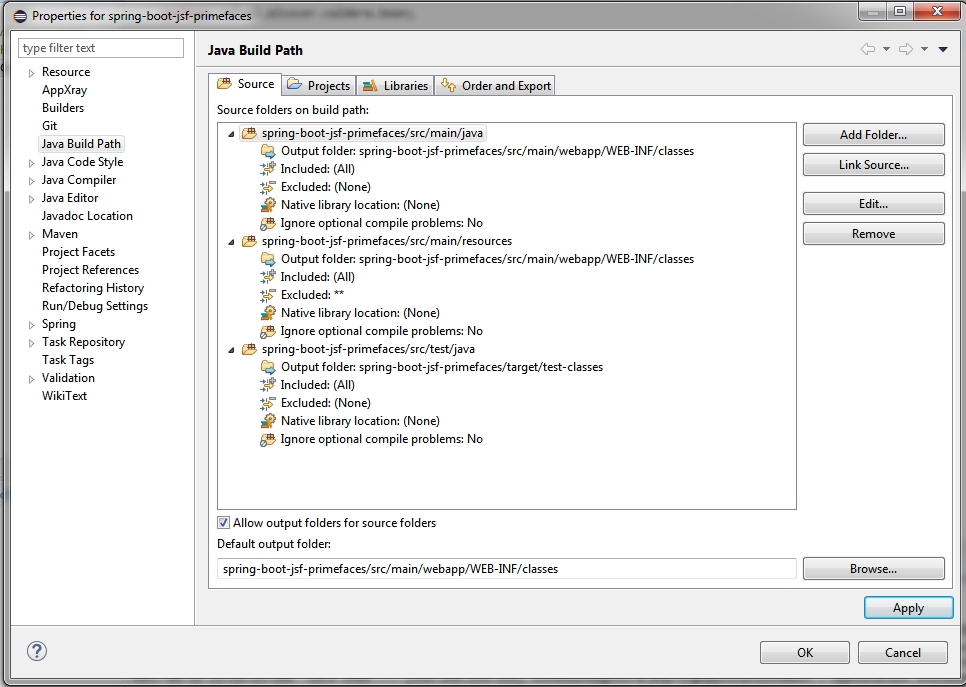 Properties for spring-boot-jsf-primefaces
type filter text
Resource
AppXray
Builders
Git
Java Build Path
Java Code Style
Java Compiler
Java Editor
Javadoc Location
Maven
Project Facets
Project References
Refactoring History
Run/Debug Settings
Spring
Task Repository
Task Tags
Validation
WikiText
Java Build Path
Source
Projects
Libraries
Order and Export
Source folders on build path:
spring-boot-jsf-primefaces/src/main/java
Output folder: spring-boot-jsf-primefaces/src/main/webapp/WEB-INF/classes
Included: (All)
Excluded: (None)
Native library location: (None)
Ignore optional compile problems: No
spring-boot-jsf-primefaces/src/main/resources
Output folder: spring-boot-jsf-primefaces/src/main/webapp/WEB-INF/classes
Included: (All)
Excluded: **
Native library location: (None)
Ignore optional compile problems: No
spring-boot-jsf-primefaces/src/test/java
Output folder: spring-boot-jsf-primefaces/target/test-classes
Included: (All)
Excluded: (None)
Native library location: (None)
Ignore optional compile problems: No
Add Folder...
Link Source...
Edit...
Remove
Allow output folders for source folders
Default output folder:
spring-boot-jsf-primefaces/src/main/webapp/WEB-INF/classes
Browse...
Apply
OK
Cancel